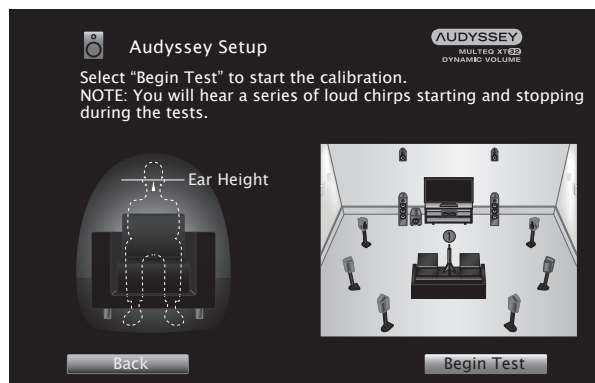 Audyssey Setup
AUDYSSEY
MULTEQ XT32
DYNAMIC VOLUME
Select “Begin Test” to start the calibration.
NOTE: You will hear a series of loud chirps starting and stopping
during the tests.
Ear Height
1
Back
Begin Test